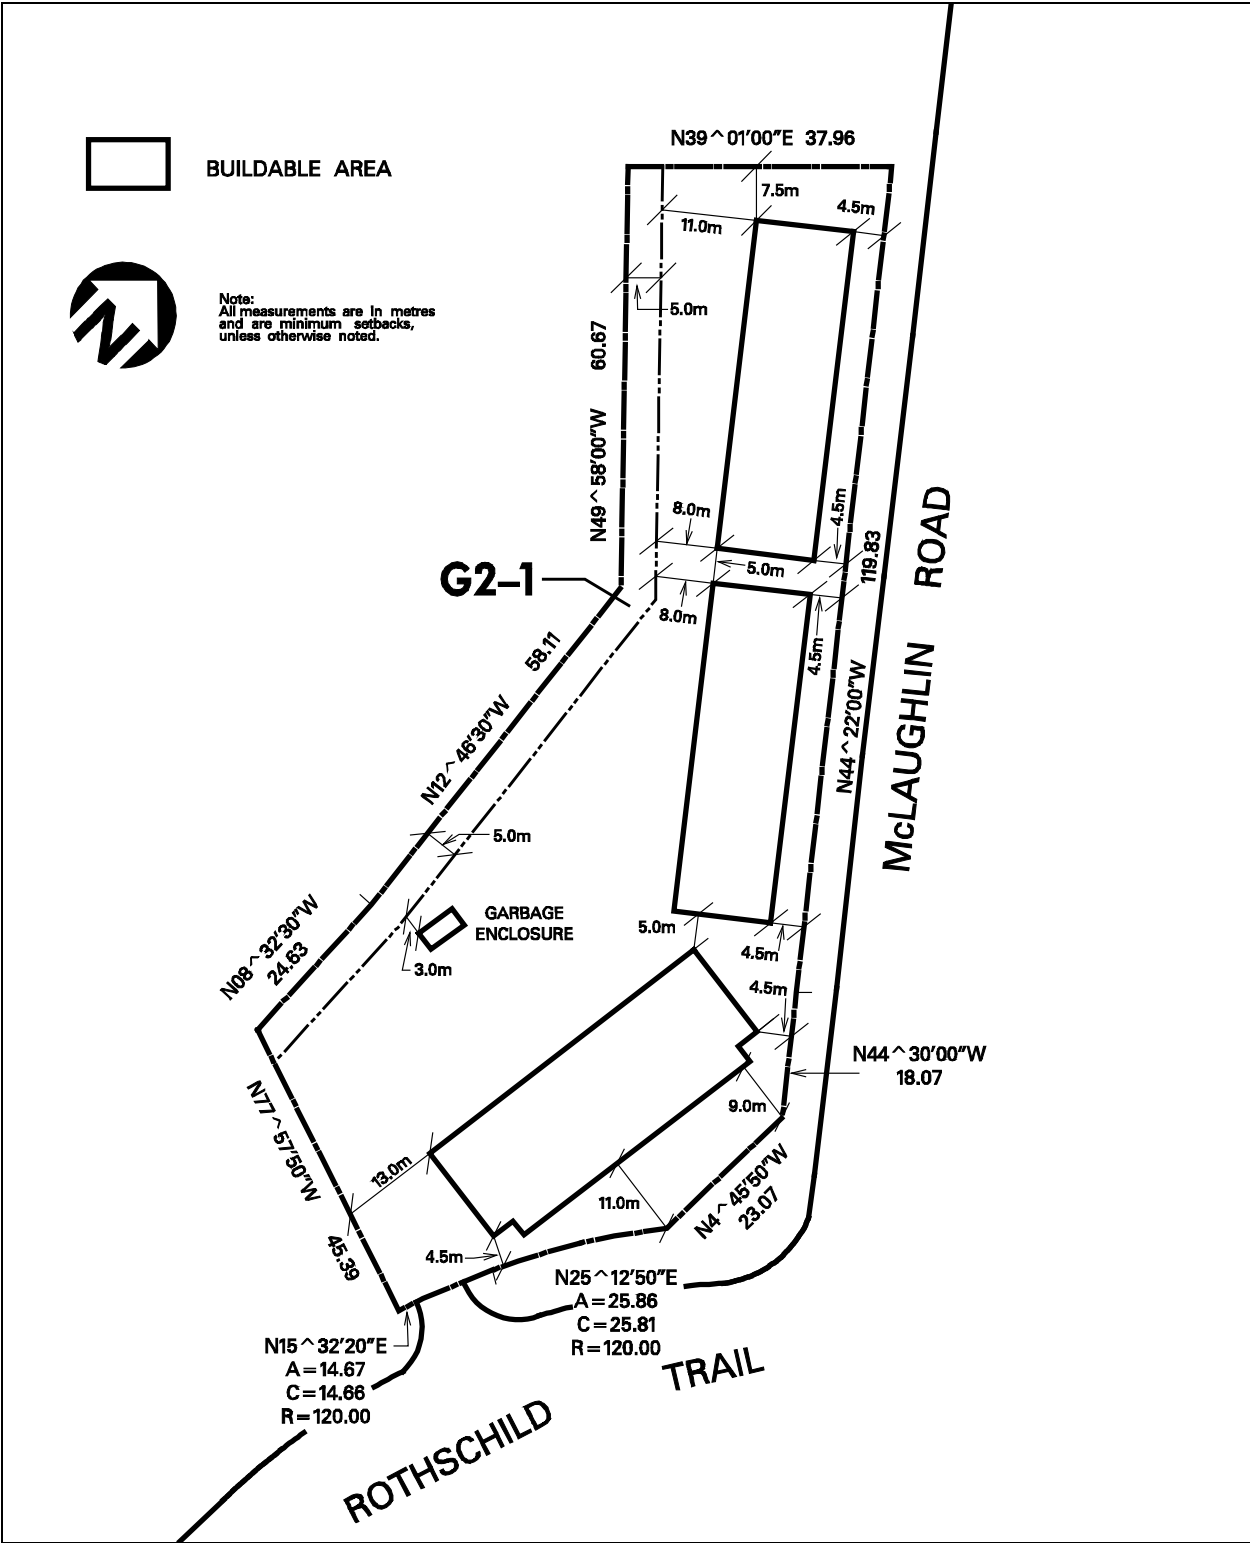 N39^01'00"E 37.96
BUILDABLE AREA
7.5m
4.5m
11.0m
N
Note:
All measurements are in metres
and are minimum setbacks,
unless otherwise noted.
5.0m
60.67
N49^58'00"W
8.0m
4.5m
5.0m
119.83
ROAD
G2-1
8.0m
4.5m
58.11
N44^22'00"W
McLAUGHLIN
N12^46'30"W
5.0m
GARBAGE
ENCLOSURE
3.0m
N08^32'30"W
24.63
5.0m
4.5m
4.5m
N44^30'00"W
18.07
9.0m
N77^57'50"W
45.39
13.0m
11.0m
N4^45'50"W
23.07
4.5m
N25^12'50"E
A=25.86
C=25.81
R=120.00
N15^32'20"E
A=14.67
C=14.66
R=120.00
ROTHSCHILD TRAIL